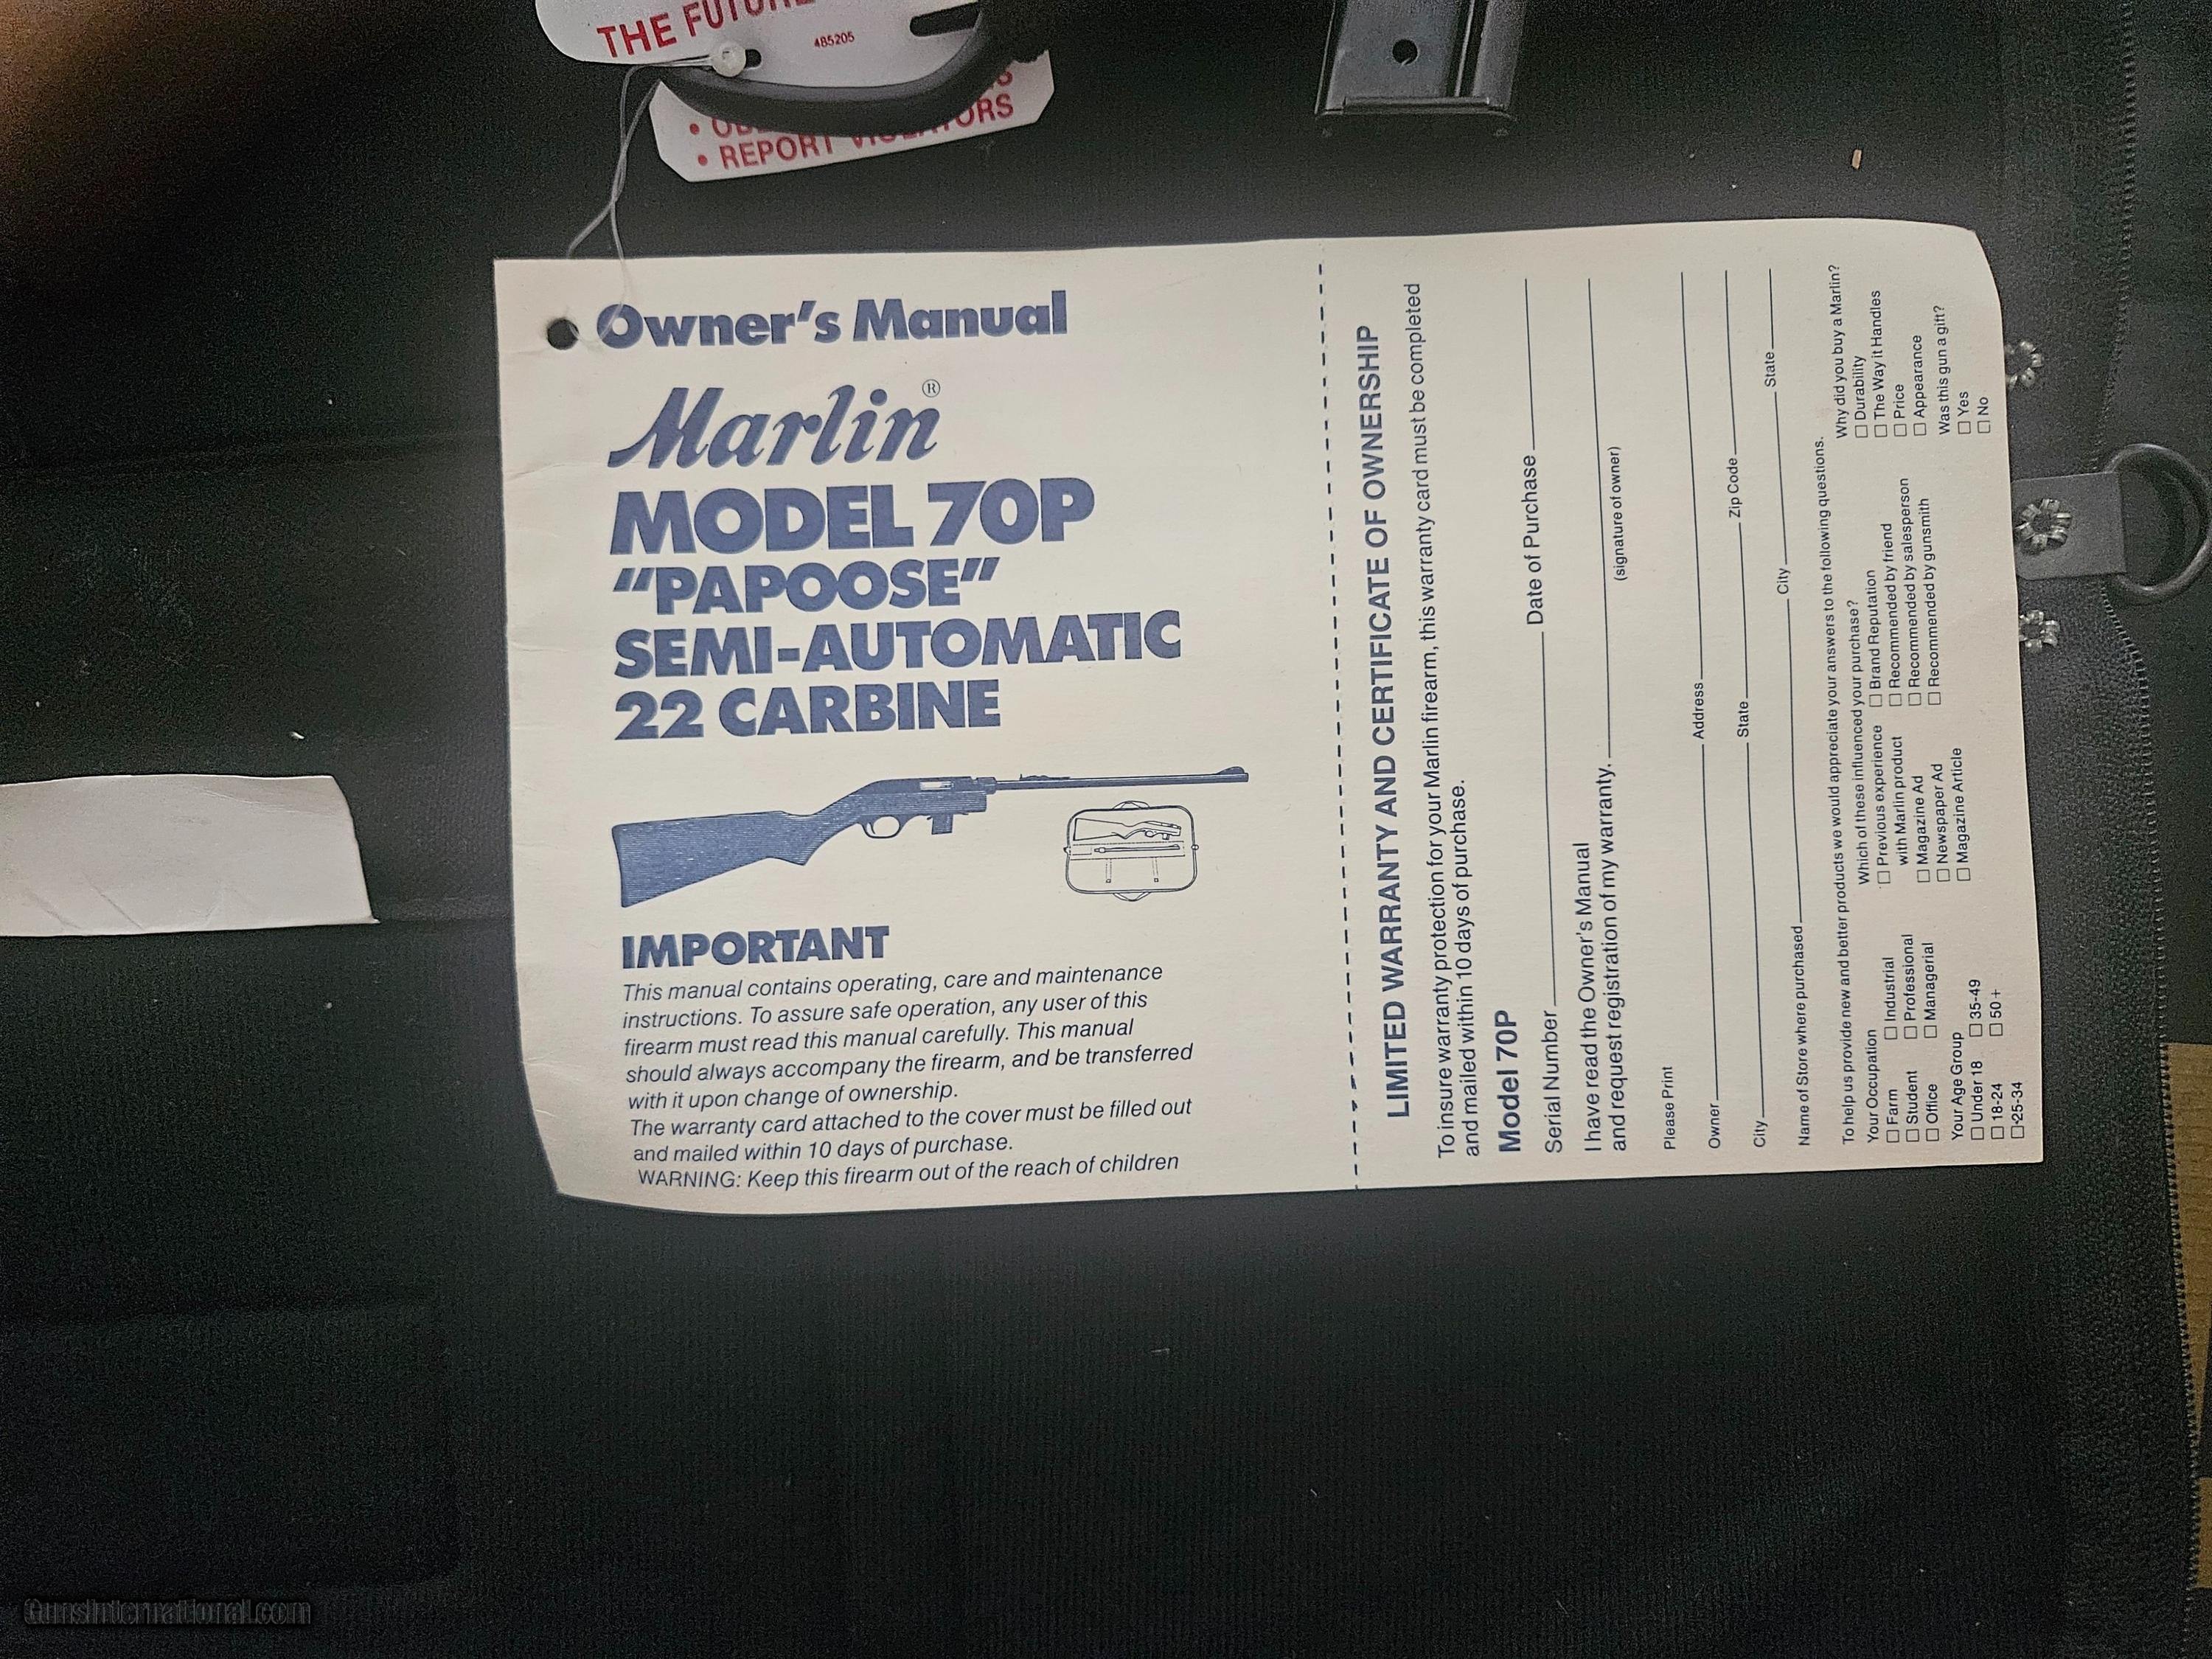 THE FUTURE
485205
• REPORT VIOLATORS
Owner's Manual
Marlin®
MODEL 70P
"PAPOOSE"
SEMI-AUTOMATIC
22 CARBINE
IMPORTANT
This manual contains operating, care and maintenance
instructions. To assure safe operation, any user of this
firearm must read this manual carefully. This manual
should always accompany the firearm, and be transferred
with it upon change of ownership.
The warranty card attached to the cover must be filled out
and mailed within 10 days of purchase.
WARNING: Keep this firearm out of the reach of children
LIMITED WARRANTY AND CERTIFICATE OF OWNERSHIP
To insure warranty protection for your Marlin firearm, this warranty card must be completed
and mailed within 10 days of purchase.
Model 70P
Serial Number Date of Purchase
I have read the Owner's Manual
and request registration of my warranty.
(signature of owner)
Please Print
Owner Address
City State Zip Code
Name of Store where purchased City State
To help us provide new and better products we would appreciate your answers to the following questions.
Your Occupation
☐ Farm ☐ Industrial
☐ Student ☐ Professional
☐ Office ☐ Managerial
Your Age Group
☐ Under 18 ☐ 35-49
☐ 18-24 ☐ 50+
☐ 25-34
Which of these influenced your purchase?
☐ Previous experience
with Marlin product
☐ Magazine Ad
☐ Newspaper Ad
☐ Magazine Article
☐ Brand Reputation
☐ Recommended by friend
☐ Recommended by salesperson
☐ Recommended by gunsmith
Why did you buy a Marlin?
☐ Durability
☐ The Way it Handles
☐ Price
☐ Appearance
Was this gun a gift?
☐ Yes
☐ No
GunsInternational.com